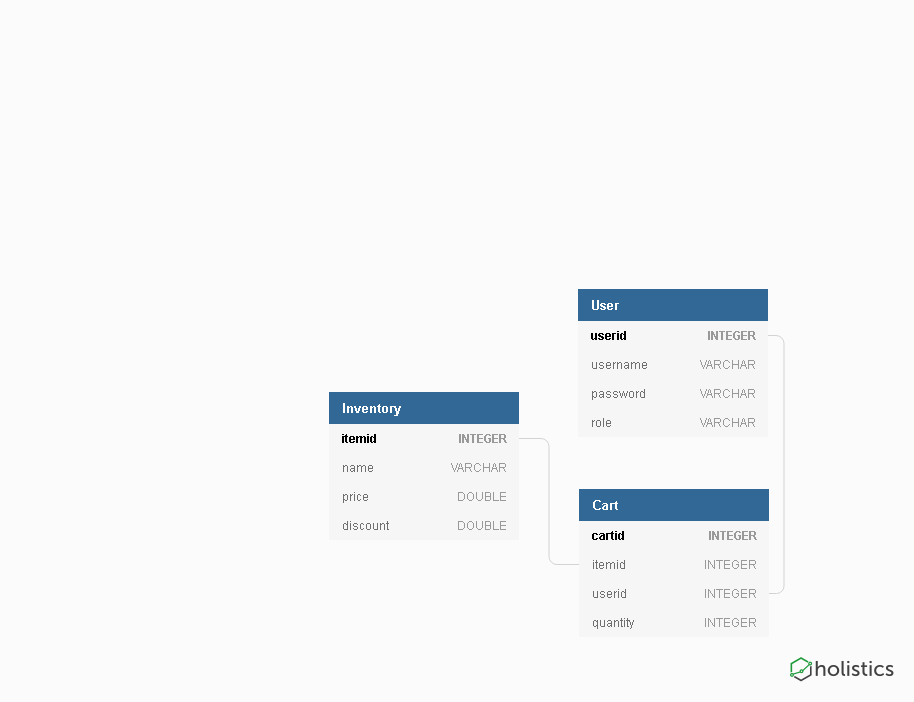 User
userid INTEGER
username VARCHAR
password VARCHAR
role VARCHAR
Inventory
itemid INTEGER
name VARCHAR
price DOUBLE
discount DOUBLE
Cart
cartid INTEGER
itemid INTEGER
userid INTEGER
quantity INTEGER
holistics